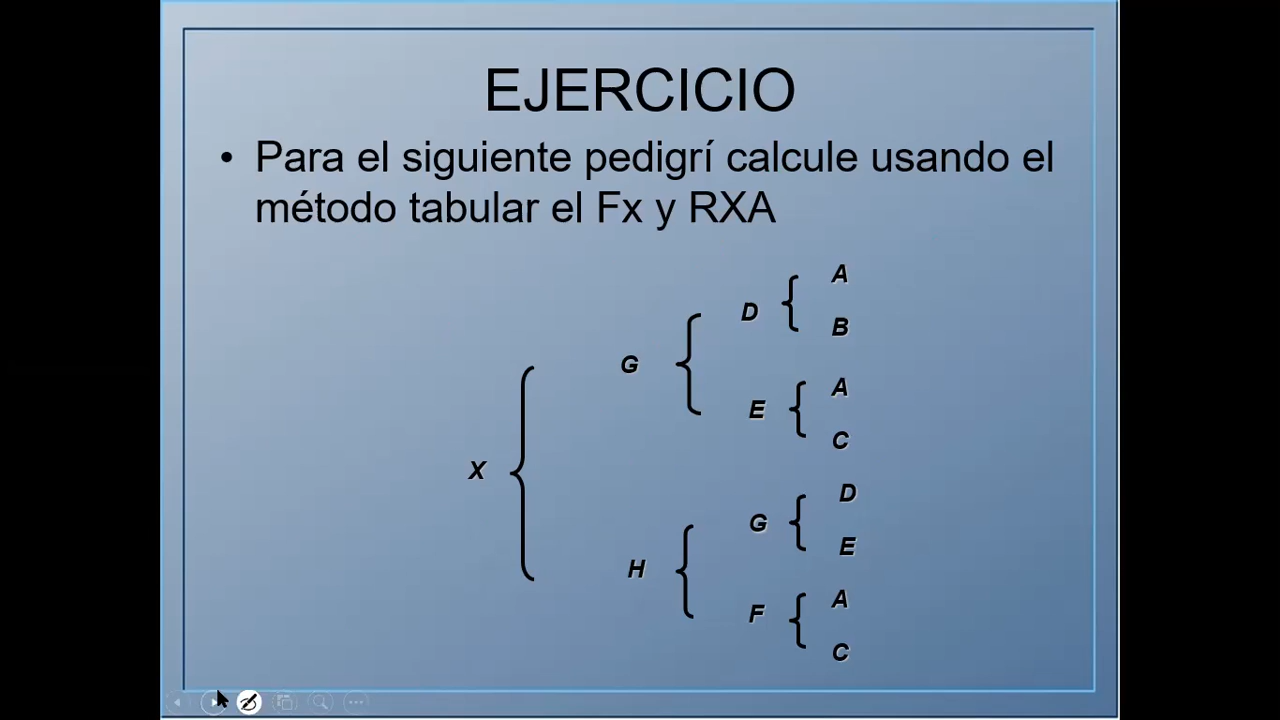 EJERCICIO
• Para el siguiente pedigrí calcule usando el
método tabular el Fx y RXA
A
D
B
G
A
E
C
X
D
G
E
H
A
F
C